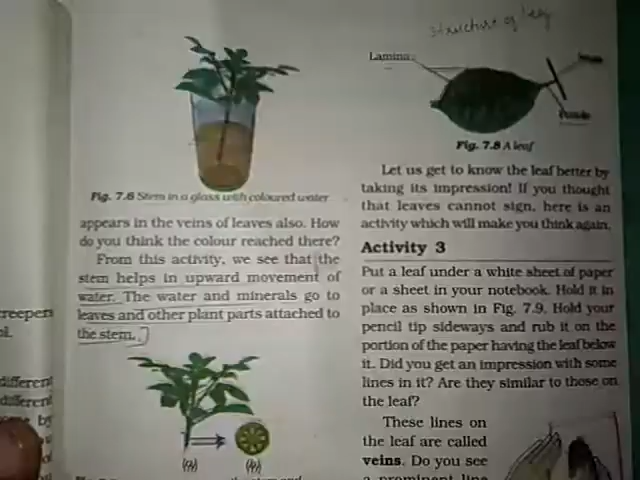 Fig. 7.6 Stem in a glass with coloured water
appears in the veins of leaves also. How
do you think the colour reached there?
From this activity, we see that the
stem helps in upward movement of
water. The water and minerals go to
leaves and other plant parts attached to
the stem.
(a) (b)
creepers
different
different
by
structure of leaf
Lamina
Fig. 7.8 A leaf
Let us get to know the leaf better by
taking its impression! If you thought
that leaves cannot sign, here is an
activity which will make you think again.
Activity 3
Put a leaf under a white sheet of paper
or a sheet in your notebook. Hold it in
place as shown in Fig. 7.9. Hold your
pencil tip sideways and rub it on the
portion of the paper having the leaf below
it. Did you get an impression with some
lines in it? Are they similar to those on
the leaf?
These lines on
the leaf are called
veins. Do you see
a prominent line